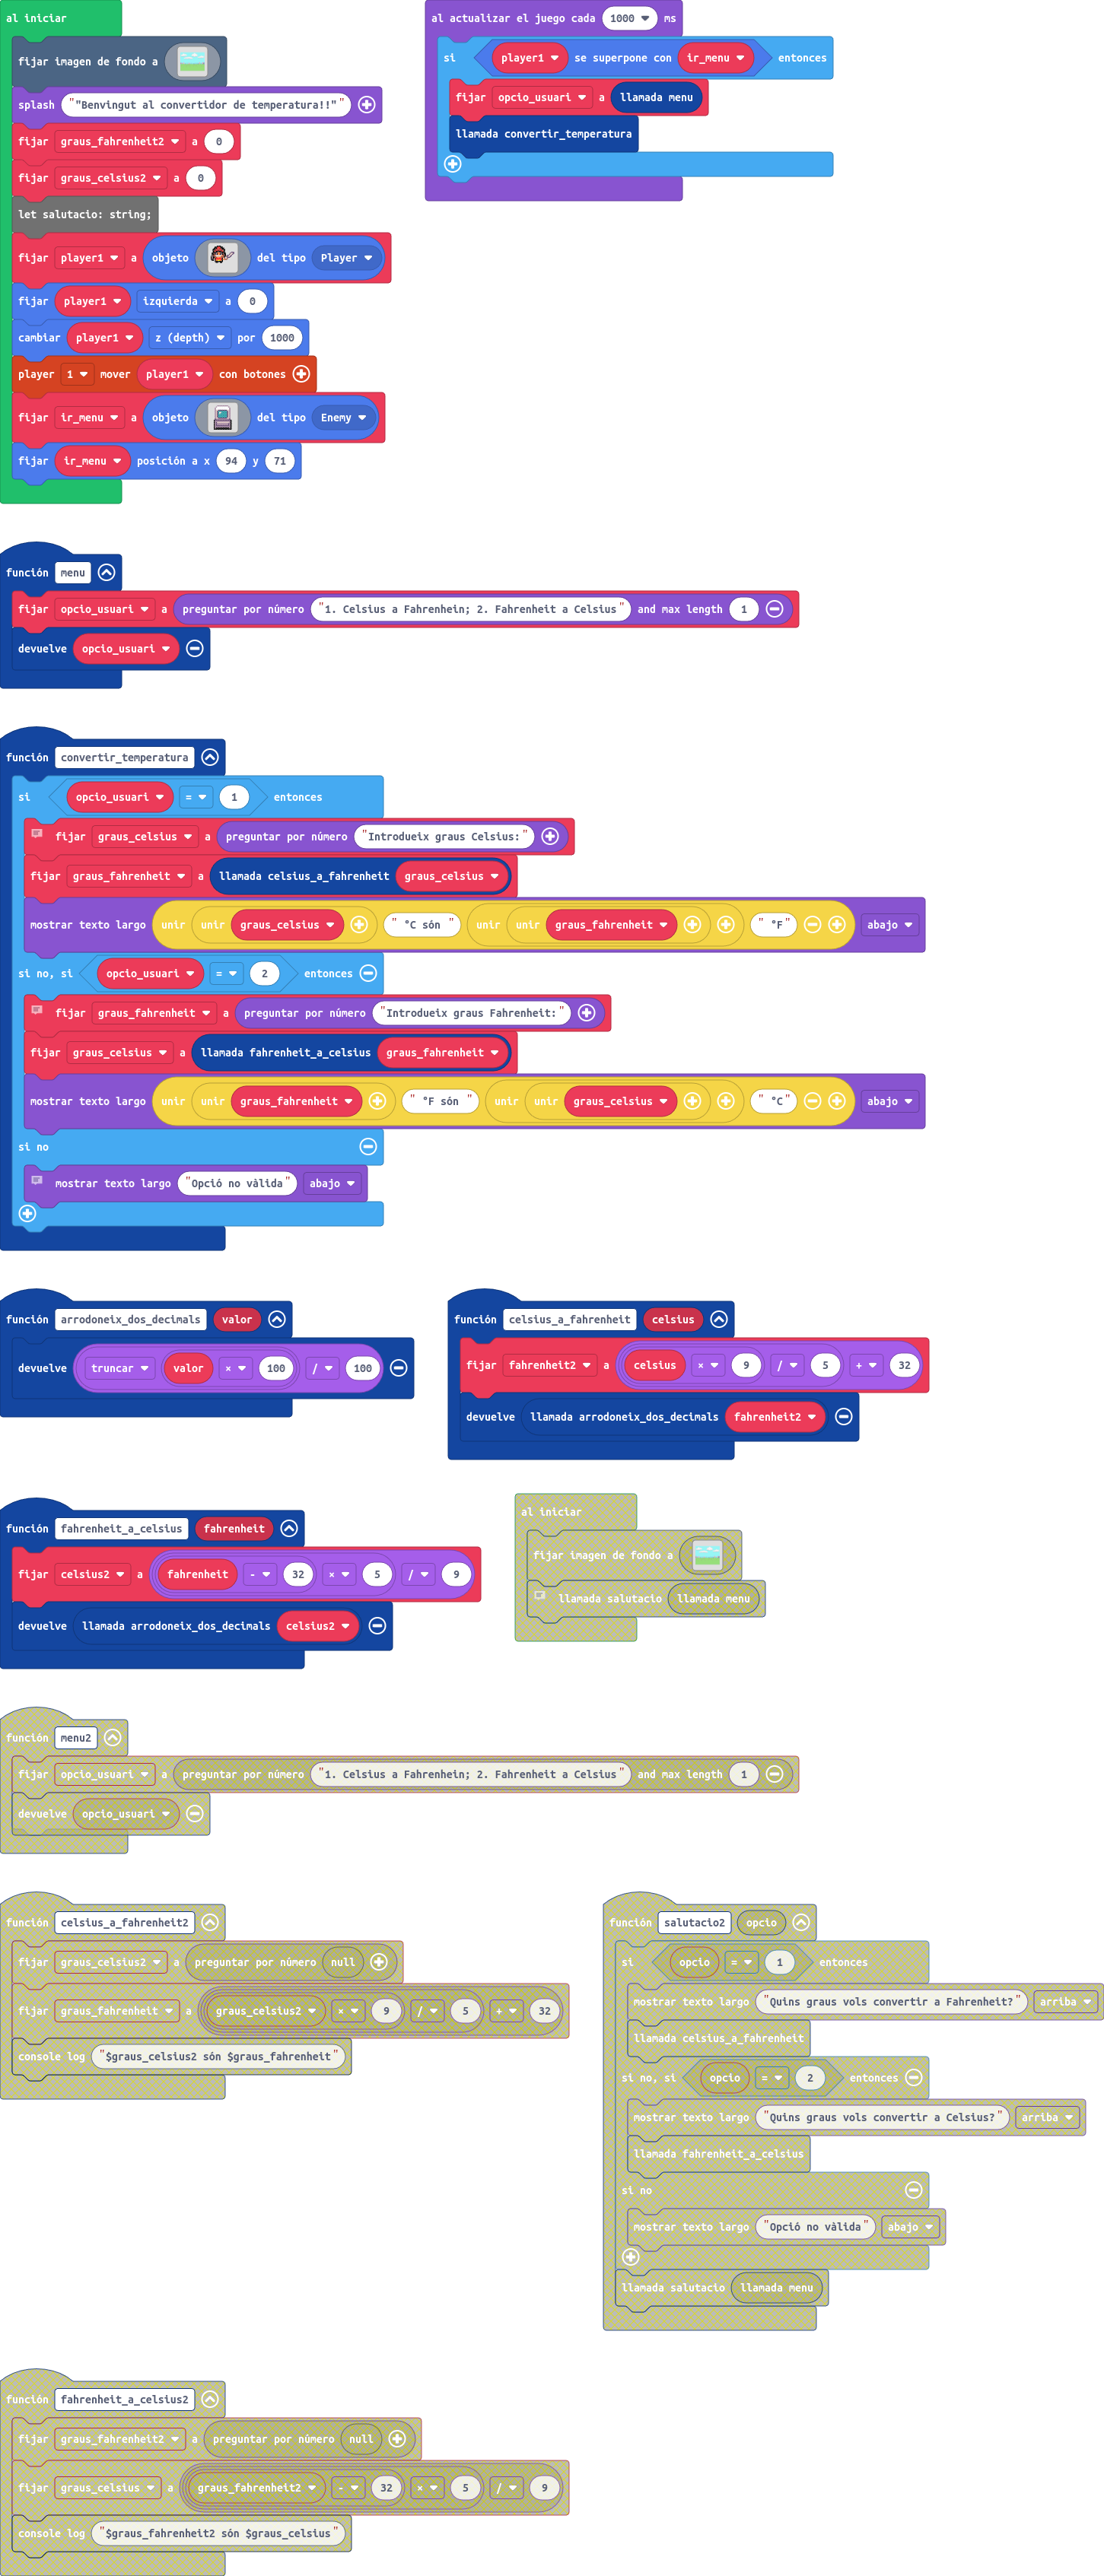 al iniciar
fijar imagen de fondo a
splash ""Benvingut al convertidor de temperatura!!""
fijar graus_fahrenheit2 a 0
fijar graus_celsius2 a 0
let salutacio: string;
fijar player1 a objeto del tipo Player
fijar player1 izquierda a 0
cambiar player1 z (depth) por 1000
player 1 mover player1 con botones
fijar ir_menu a objeto del tipo Enemy
fijar ir_menu posición a x 94 y 71
al actualizar el juego cada 1000 ms
si player1 se superpone con ir_menu entonces
fijar opcio_usuari a llamada menu
llamada convertir_temperatura
función menu
fijar opcio_usuari a preguntar por número "1. Celsius a Fahrenhein; 2. Fahrenheit a Celsius" and max length 1
devuelve opcio_usuari
función convertir_temperatura
si opcio_usuari = 1 entonces
fijar graus_celsius a preguntar por número "Introdueix graus Celsius:"
fijar graus_fahrenheit a llamada celsius_a_fahrenheit graus_celsius
mostrar texto largo unir unir graus_celsius " °C són " unir unir graus_fahrenheit " °F" abajo
si no, si opcio_usuari = 2 entonces
fijar graus_fahrenheit a preguntar por número "Introdueix graus Fahrenheit:"
fijar graus_celsius a llamada fahrenheit_a_celsius graus_fahrenheit
mostrar texto largo unir unir graus_fahrenheit " °F són " unir unir graus_celsius " °C" abajo
si no
mostrar texto largo "Opció no vàlida" abajo
función arrodoneix_dos_decimals valor
devuelve truncar valor × 100 / 100
función celsius_a_fahrenheit celsius
fijar fahrenheit2 a celsius × 9 / 5 + 32
devuelve llamada arrodoneix_dos_decimals fahrenheit2
función fahrenheit_a_celsius fahrenheit
fijar celsius2 a fahrenheit - 32 × 5 / 9
devuelve llamada arrodoneix_dos_decimals celsius2
al iniciar
fijar imagen de fondo a
llamada salutacio llamada menu
función menu2
fijar opcio_usuari a preguntar por número "1. Celsius a Fahrenhein; 2. Fahrenheit a Celsius" and max length 1
devuelve opcio_usuari
función celsius_a_fahrenheit2
fijar graus_celsius2 a preguntar por número null
fijar graus_fahrenheit a graus_celsius2 × 9 / 5 + 32
console log "$graus_celsius2 són $graus_fahrenheit"
función salutacio2 opcio
si opcio = 1 entonces
mostrar texto largo "Quins graus vols convertir a Fahrenheit?" arriba
llamada celsius_a_fahrenheit
si no, si opcio = 2 entonces
mostrar texto largo "Quins graus vols convertir a Celsius?" arriba
llamada fahrenheit_a_celsius
si no
mostrar texto largo "Opció no vàlida" abajo
llamada salutacio llamada menu
función fahrenheit_a_celsius2
fijar graus_fahrenheit2 a preguntar por número null
fijar graus_celsius a graus_fahrenheit2 - 32 × 5 / 9
console log "$graus_fahrenheit2 són $graus_celsius"